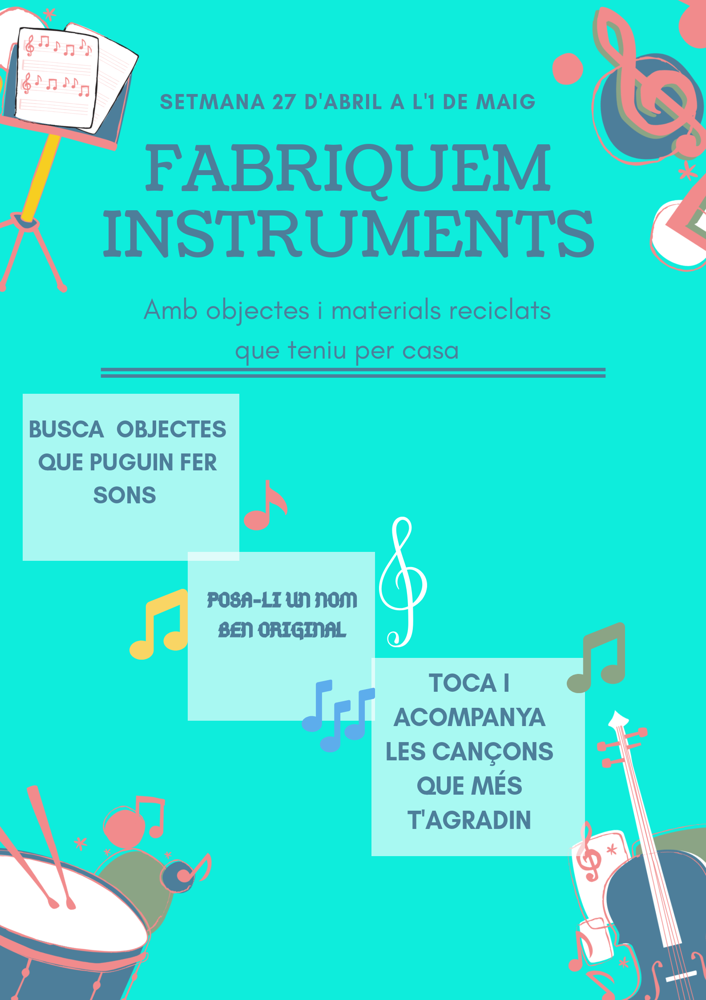 SETMANA 27 D'ABRIL A L'1 DE MAIG
FABRIQUEM
INSTRUMENTS
Amb objectes i materials reciclats
que teniu per casa
BUSCA OBJECTES
QUE PUGUIN FER
SONS
POSA-LI UN NOM
BEN ORIGINAL
TOCA I
ACOMPANYA
LES CANÇONS
QUE MÉS
T'AGRADIN